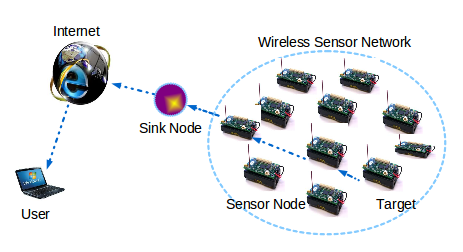 Internet
Wireless Sensor Network
Sink Node
Sensor Node
Target
User